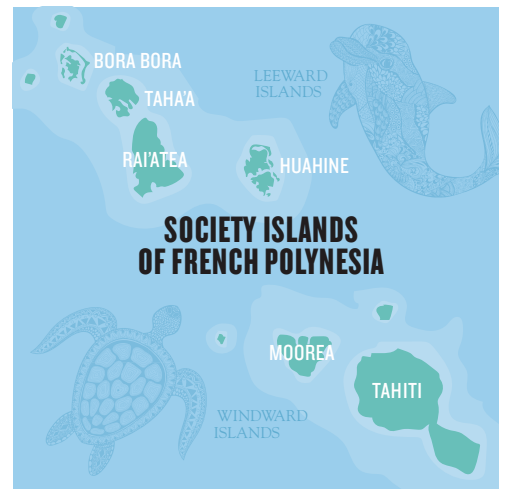 BORA BORA
LEEWARD
ISLANDS
TAHA'A
RAI'ATEA
HUAHINE
SOCIETY ISLANDS
OF FRENCH POLYNESIA
MOOREA
TAHITI
WINDWARD
ISLANDS